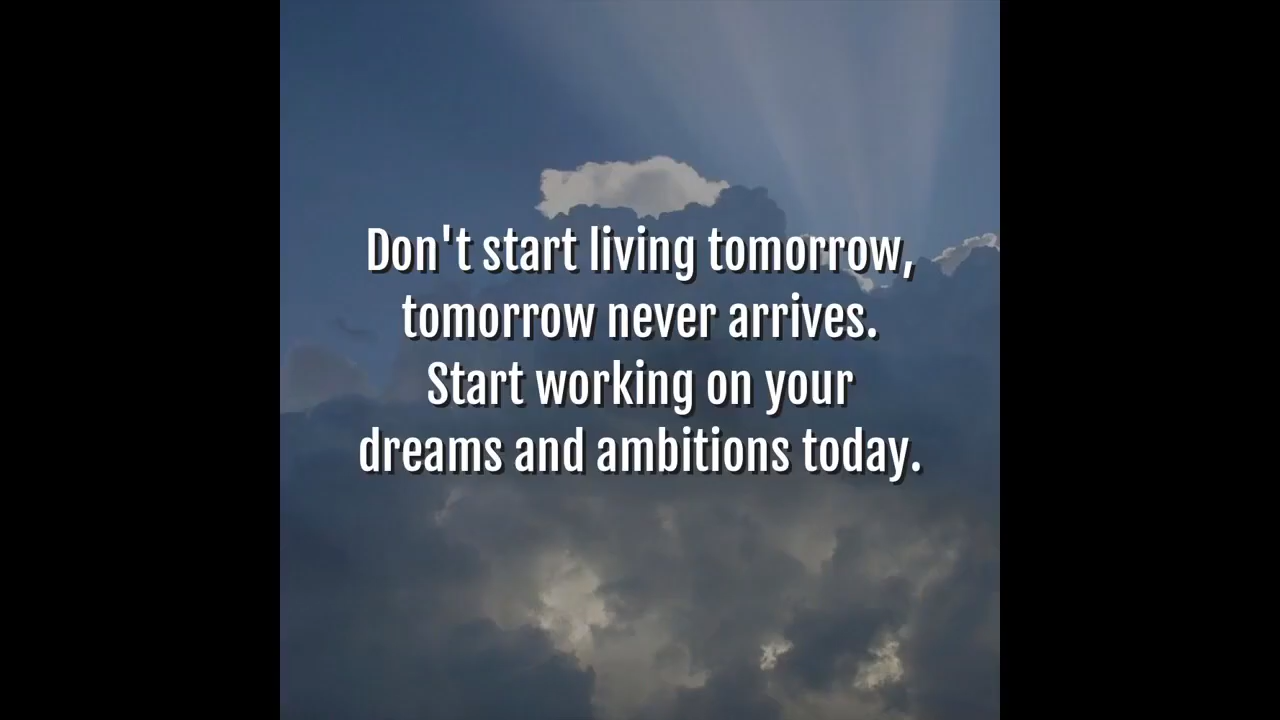 Don't start living tomorrow,
tomorrow never arrives.
Start working on your
dreams and ambitions today.